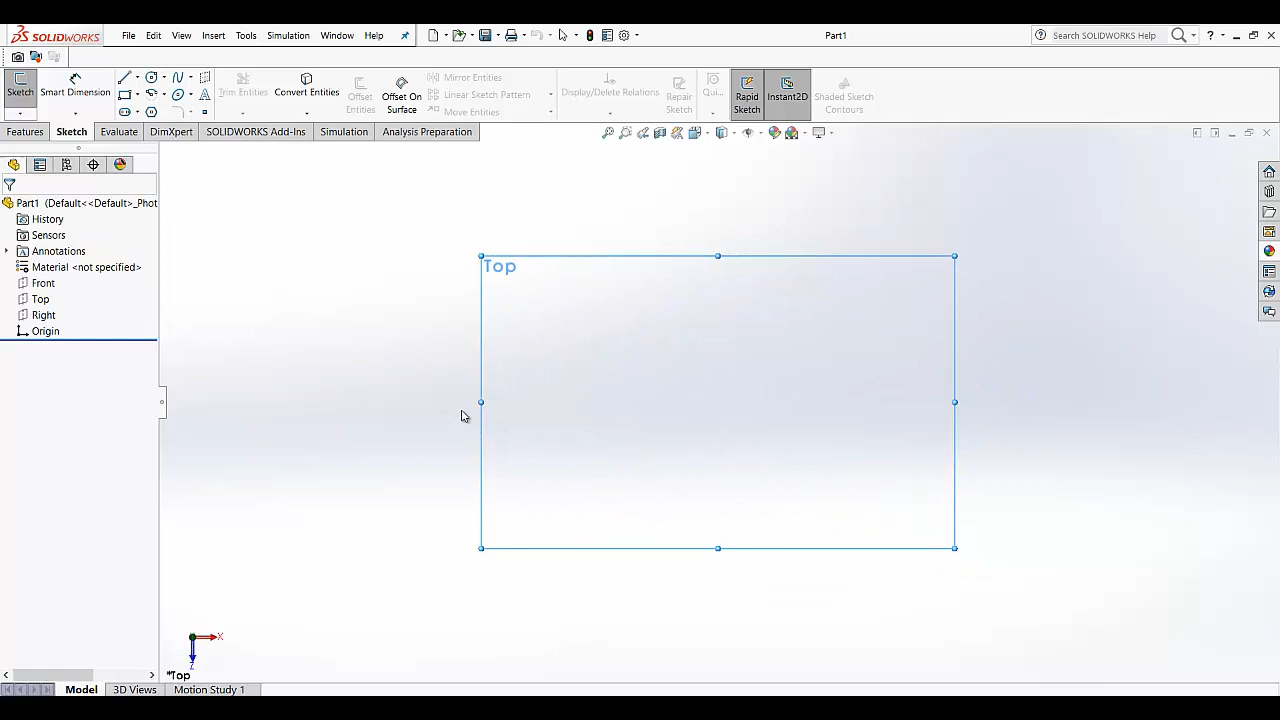 SOLIDWORKS File Edit View Insert Tools Simulation Window Help Part1 Search SOLIDWORKS Help ?
Sketch Smart Dimension Trim Entities Convert Entities Offset Entities Offset On Surface Mirror Entities Linear Sketch Pattern Move Entities Display/Delete Relations Repair Sketch Qui... Rapid Sketch Instant2D Shaded Sketch Contours
Features Sketch Evaluate DimXpert SOLIDWORKS Add-Ins Simulation Analysis Preparation
Part1 (Default<<Default>_Phot
History
Sensors
Annotations
Material <not specified>
Front
Top
Right
Origin
Top
X
Z
*Top
Model 3D Views Motion Study 1